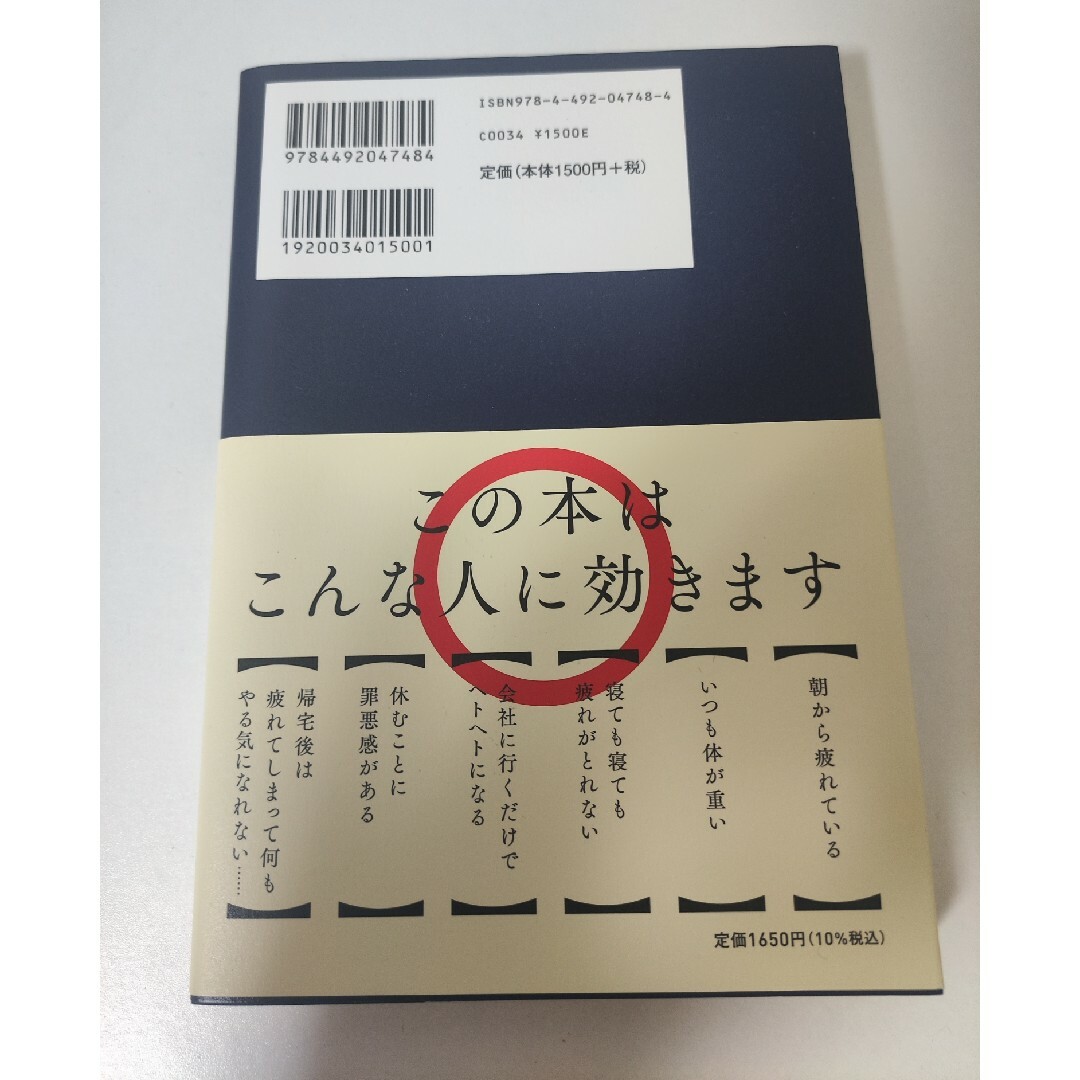 ISBN978-4-492-04748-4
C0034 ¥1500E
定価(本体1500円+税)
9784492047484
1920034015001
この本は
こんな人に効きます
朝から疲れている
いつも体が重い
寝ても寝ても
疲れがとれない
会社に行くだけで
ヘトヘトになる
休むことに
罪悪感がある
帰宅後は
疲れてしまって何も
やる気になれない……
定価1650円(10%税込)